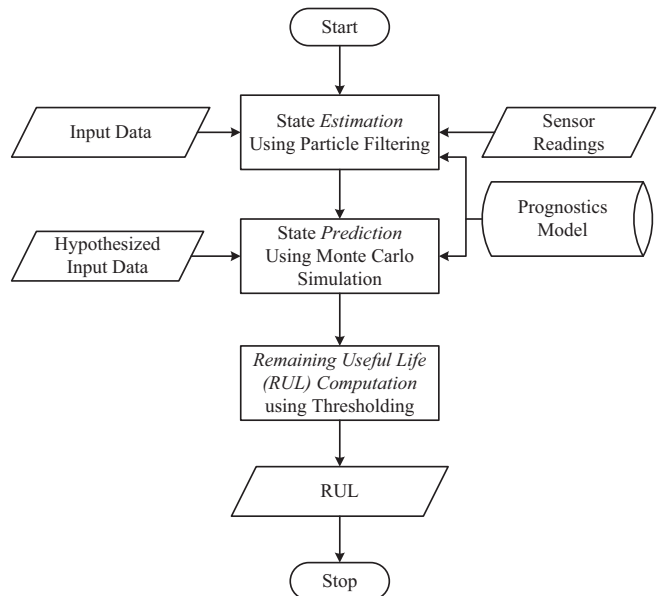 Start
Input Data
State Estimation
Using Particle Filtering
Sensor
Readings
Prognostics
Model
Hypothesized
Input Data
State Prediction
Using Monte Carlo
Simulation
Remaining Useful Life
(RUL) Computation
using Thresholding
RUL
Stop